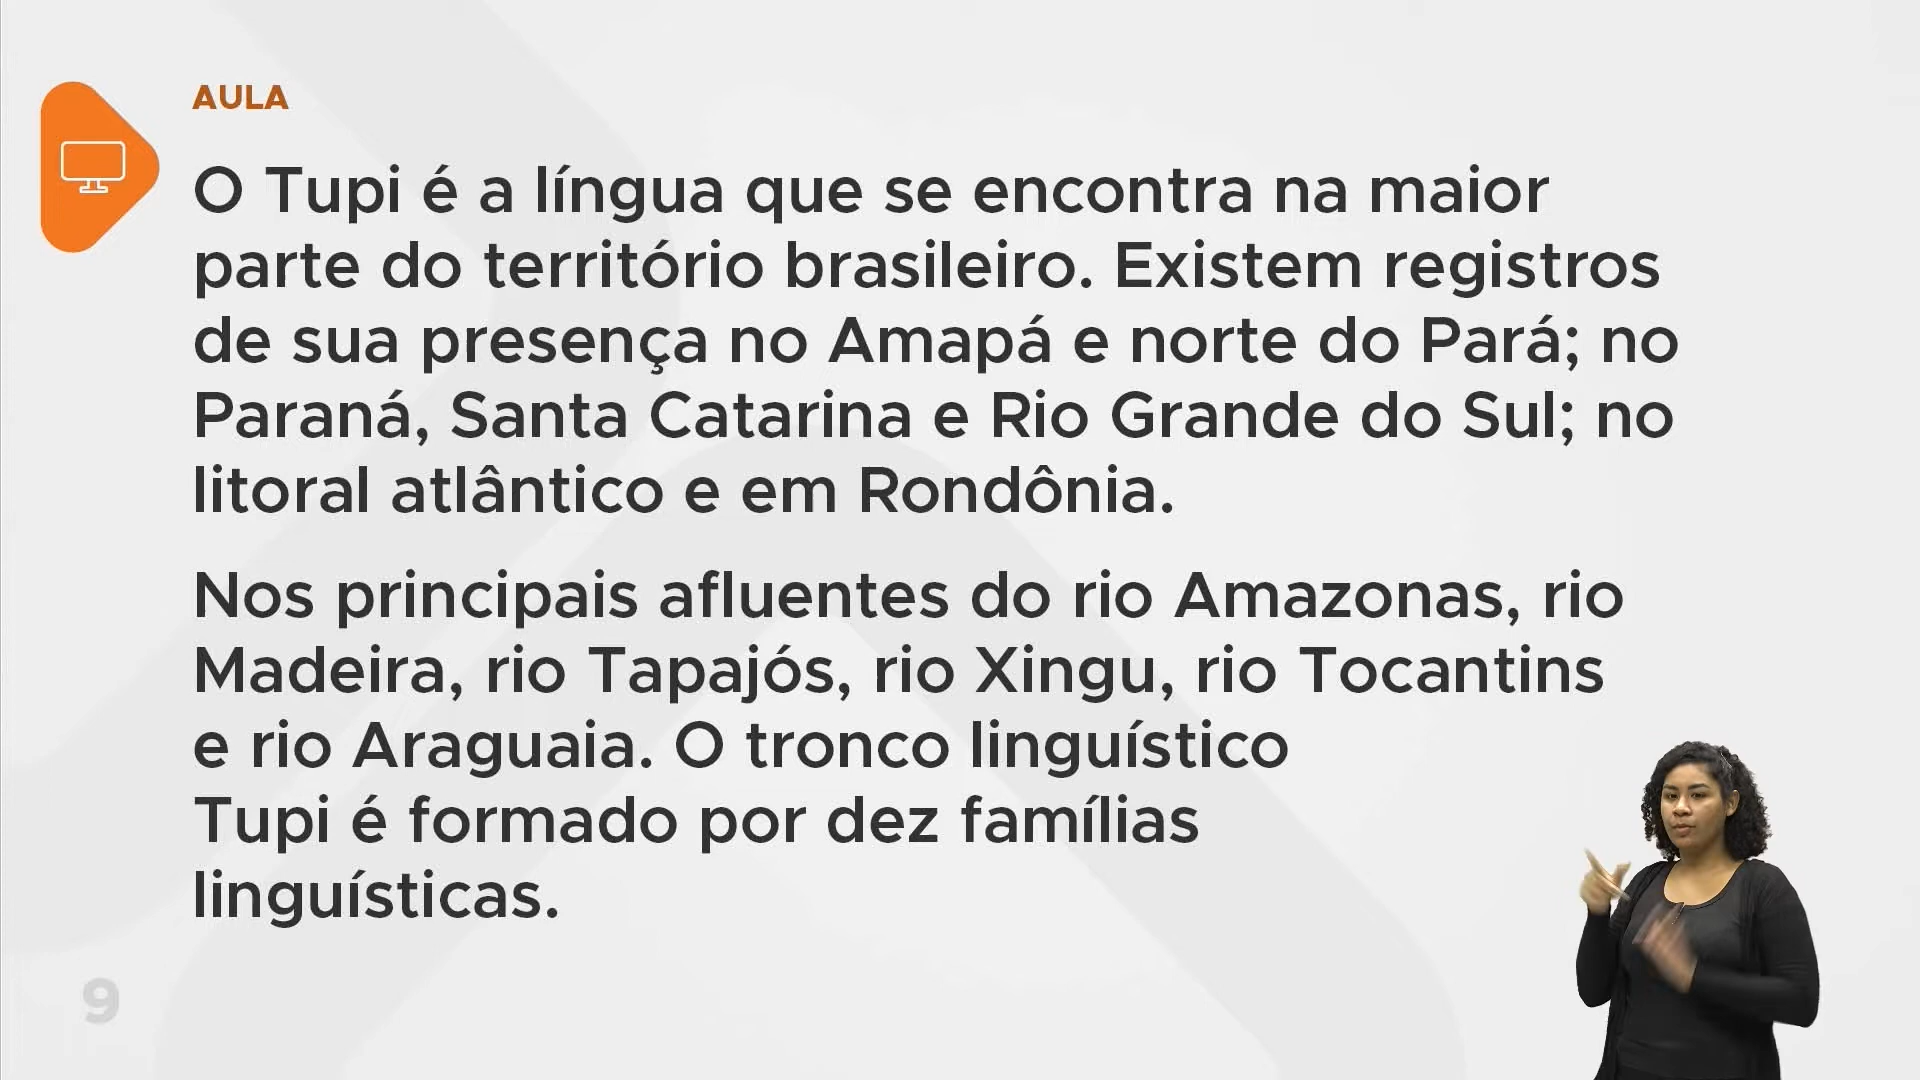 AULA
O Tupi é a língua que se encontra na maior
parte do território brasileiro. Existem registros
de sua presença no Amapá e norte do Pará; no
Paraná, Santa Catarina e Rio Grande do Sul; no
litoral atlântico e em Rondônia.
Nos principais afluentes do rio Amazonas, rio
Madeira, rio Tapajós, rio Xingu, rio Tocantins
e rio Araguaia. O tronco linguístico
Tupi é formado por dez famílias
linguísticas.
9